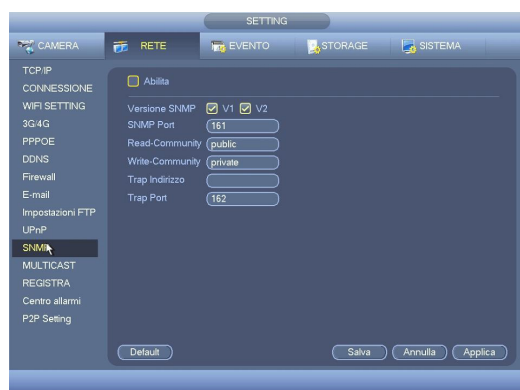 SETTING
CAMERA RETE EVENTO STORAGE SISTEMA
TCP/IP
CONNESSIONE
WIFI SETTING
3G/4G
PPPOE
DDNS
Firewall
E-mail
Impostazioni FTP
UPnP
SNMP
MULTICAST
REGISTRA
Centro allarmi
P2P Setting
Abilita
Versione SNMP V1 V2
SNMP Port 161
Read-Community public
Write-Community private
Trap Indirizzo
Trap Port 162
Default Salva Annulla Applica